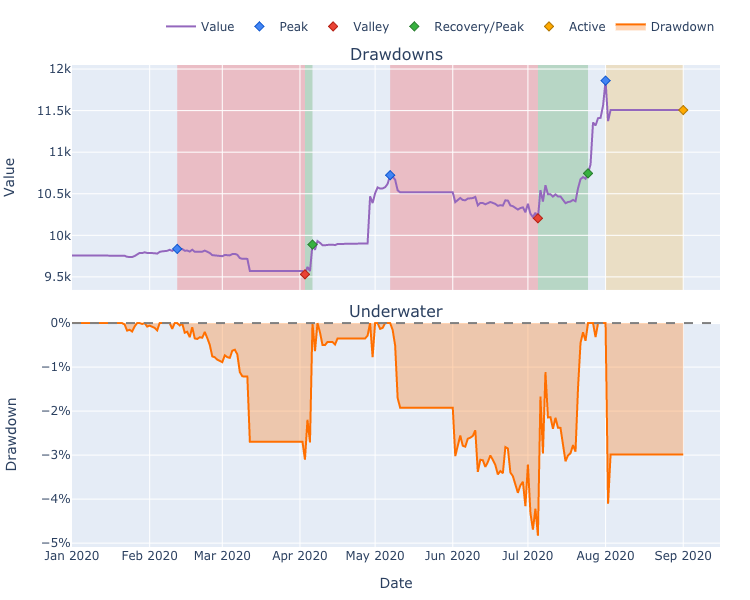 Value Peak Valley Recovery/Peak Active Drawdown
Drawdowns
12k
11.5k
11k
10.5k
10k
9.5k
Value
Underwater
0%
−1%
−2%
−3%
−4%
−5%
Drawdown
Jan 2020 Feb 2020 Mar 2020 Apr 2020 May 2020 Jun 2020 Jul 2020 Aug 2020 Sep 2020
Date